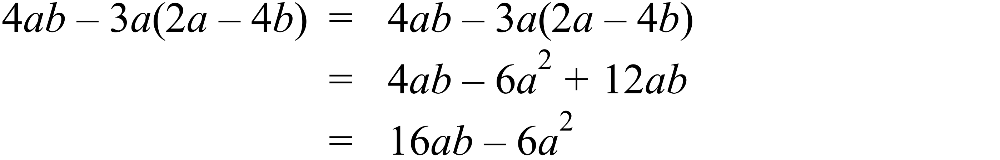 4ab − 3a(2a − 4b) = 4ab − 3a(2a − 4b)
= 4ab − 6a² + 12ab
= 16ab − 6a²